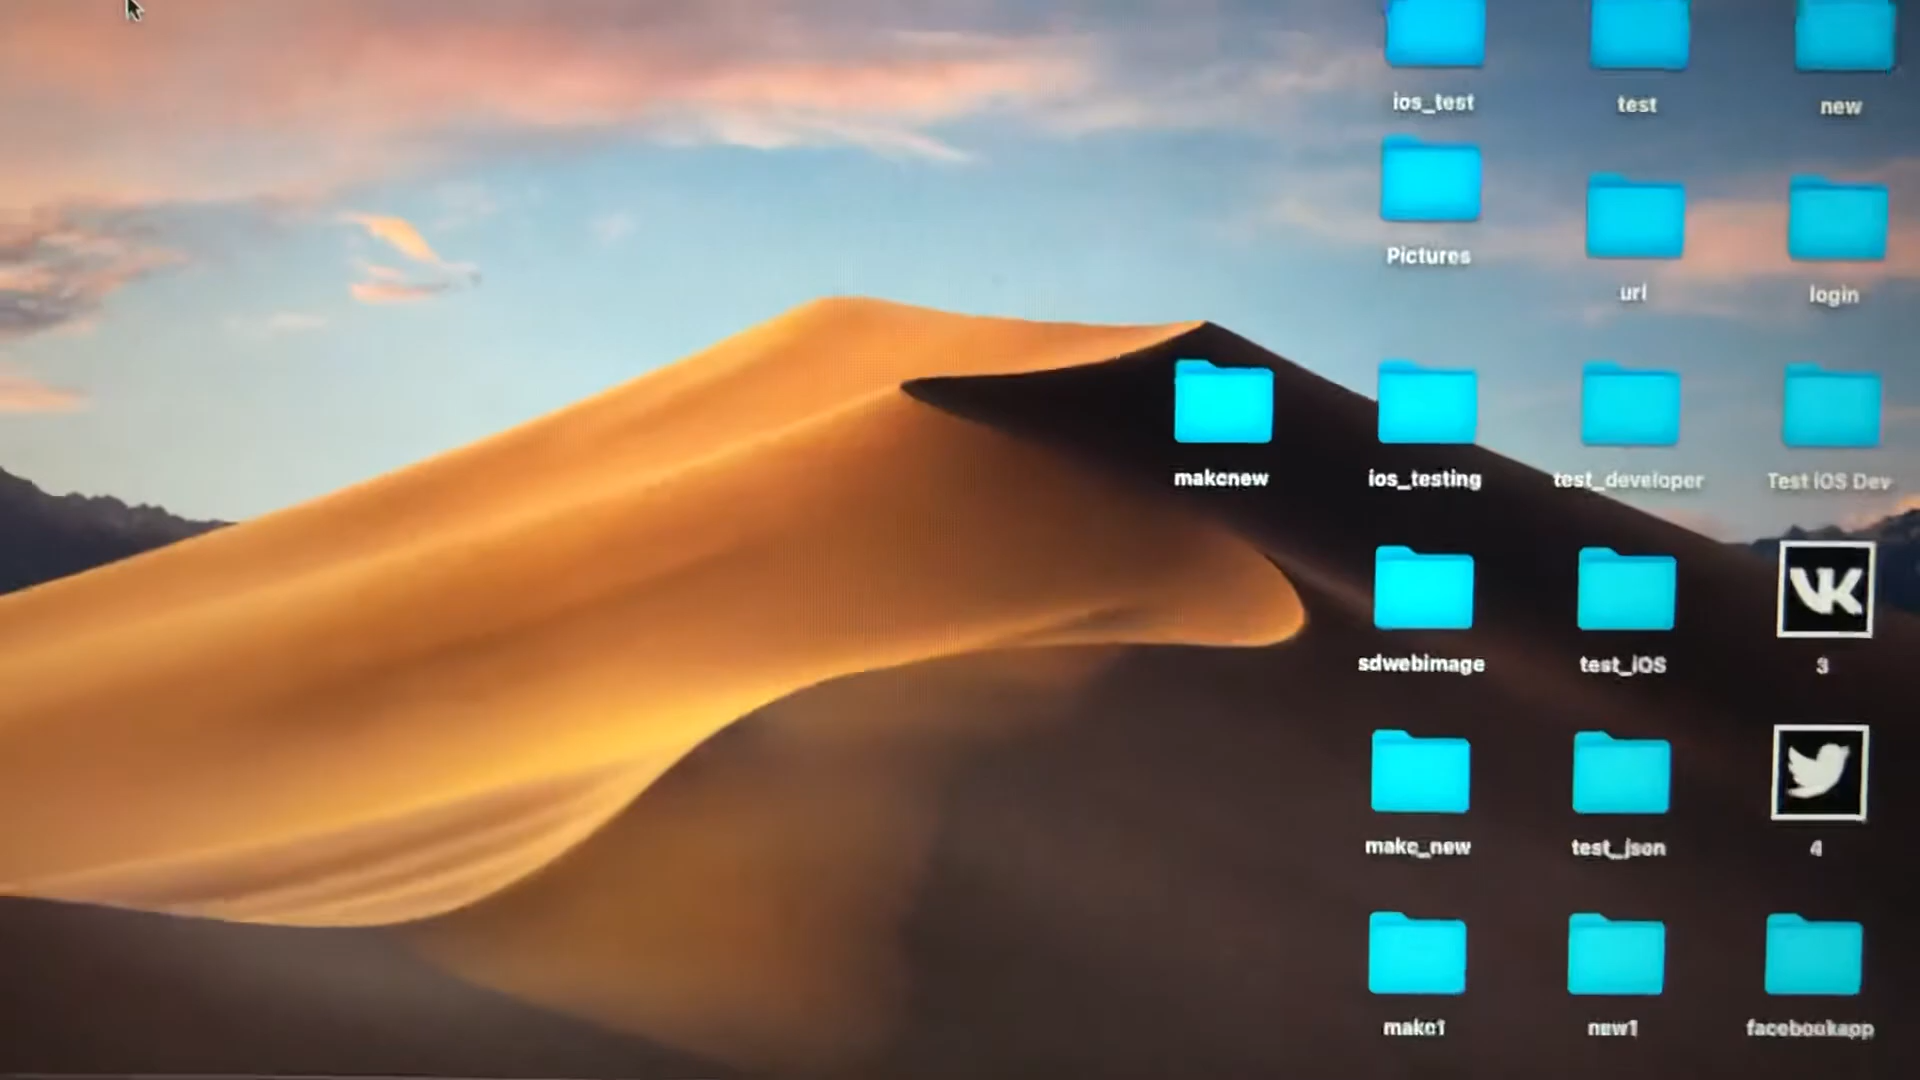 ios_test
test
new
Pictures
url
login
makenew
ios_testing
test_developer
Test iOS Dev
sdwebimage
test_iOS
VK
3
make_new
test_json
4
make1
new1
facebookapp